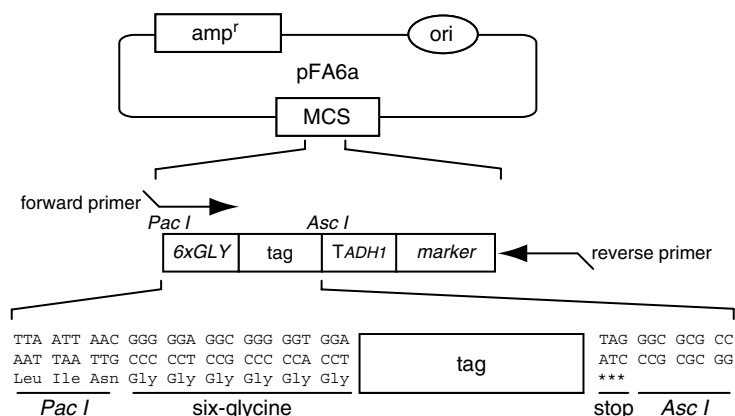 ampʳ
ori
pFA6a
MCS
forward primer
Pac I
Asc I
6xGLY tag TADH1 marker
reverse primer
TTA ATT AAC GGG GGA GGC GGG GGT GGA
AAT TAA TTG CCC CCT CCG CCC CCA CCT
Leu Ile Asn Gly Gly Gly Gly Gly Gly
tag
TAG GGC GCG CC
ATC CCG CGC GG
***
Pac I
six-glycine
stop
Asc I